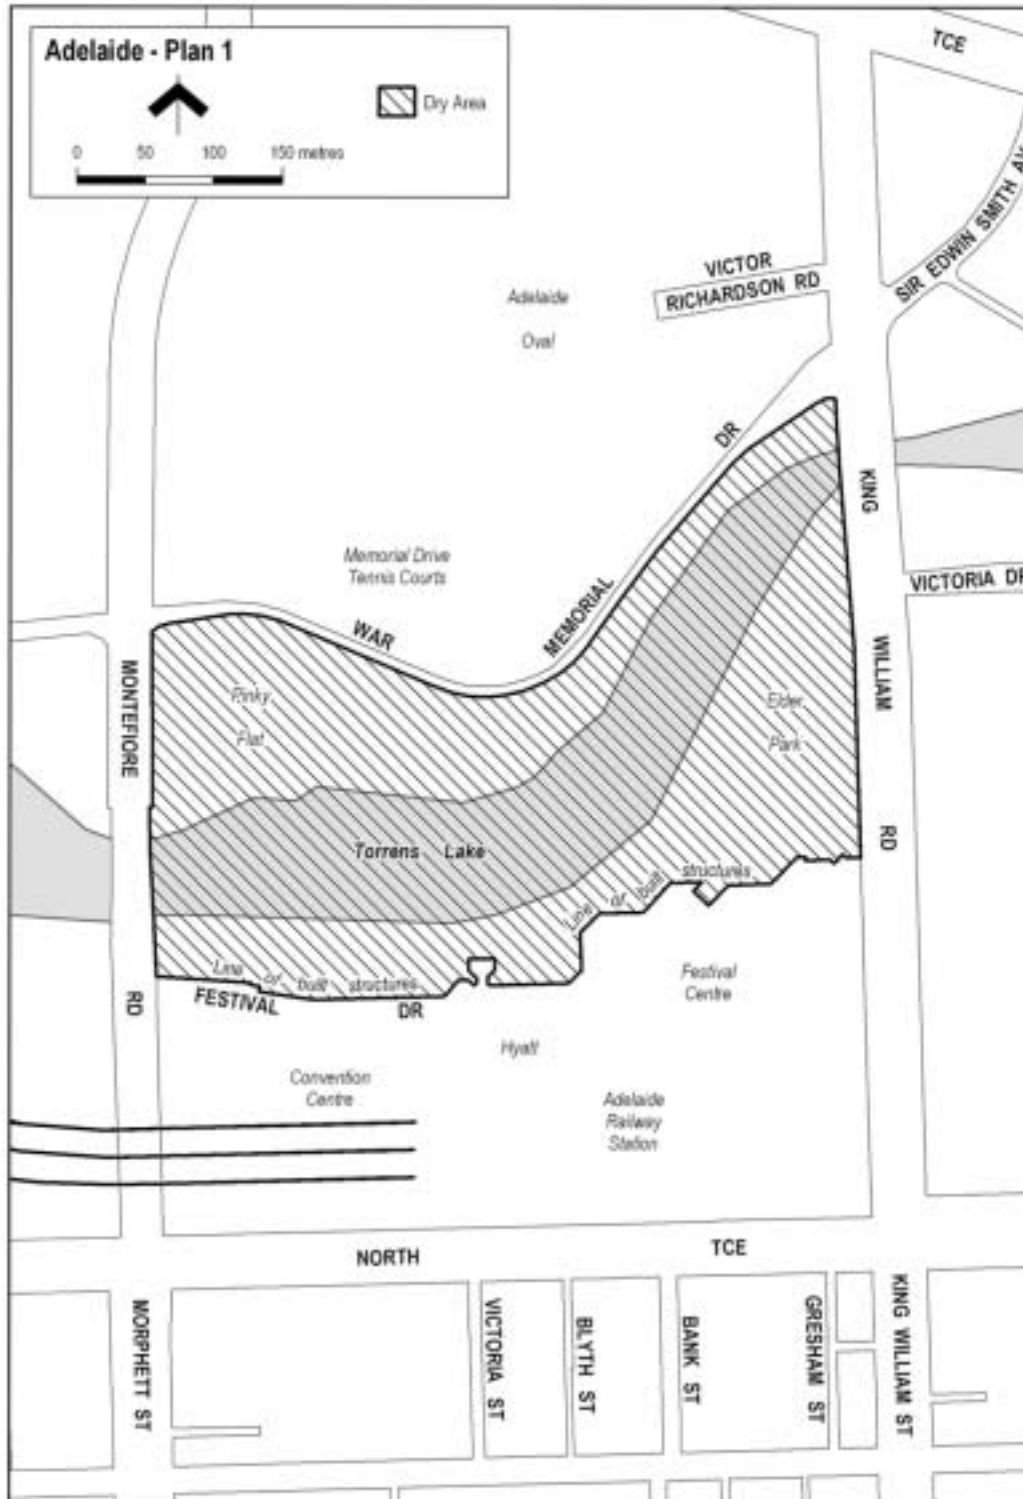 Adelaide - Plan 1
Dry Area
0 50 100 150 metres
TCE
SIR EDWIN SMITH AV
VICTOR
RICHARDSON RD
Adelaide
Oval
DR
KING
Memorial Drive
Tennis Courts
VICTORIA DR
MEMORIAL
WAR
WILLIAM
MONTEFIORE
Pinky
Flat
Elder
Park
RD
Torrens Lake
Line of built structures
Line of built structures
FESTIVAL
DR
RD
Festival
Centre
Hyatt
Convention
Centre
Adelaide
Railway
Station
NORTH
TCE
MORPHETT ST
VICTORIA ST
BLYTH ST
BANK ST
GRESHAM ST
KING WILLIAM ST